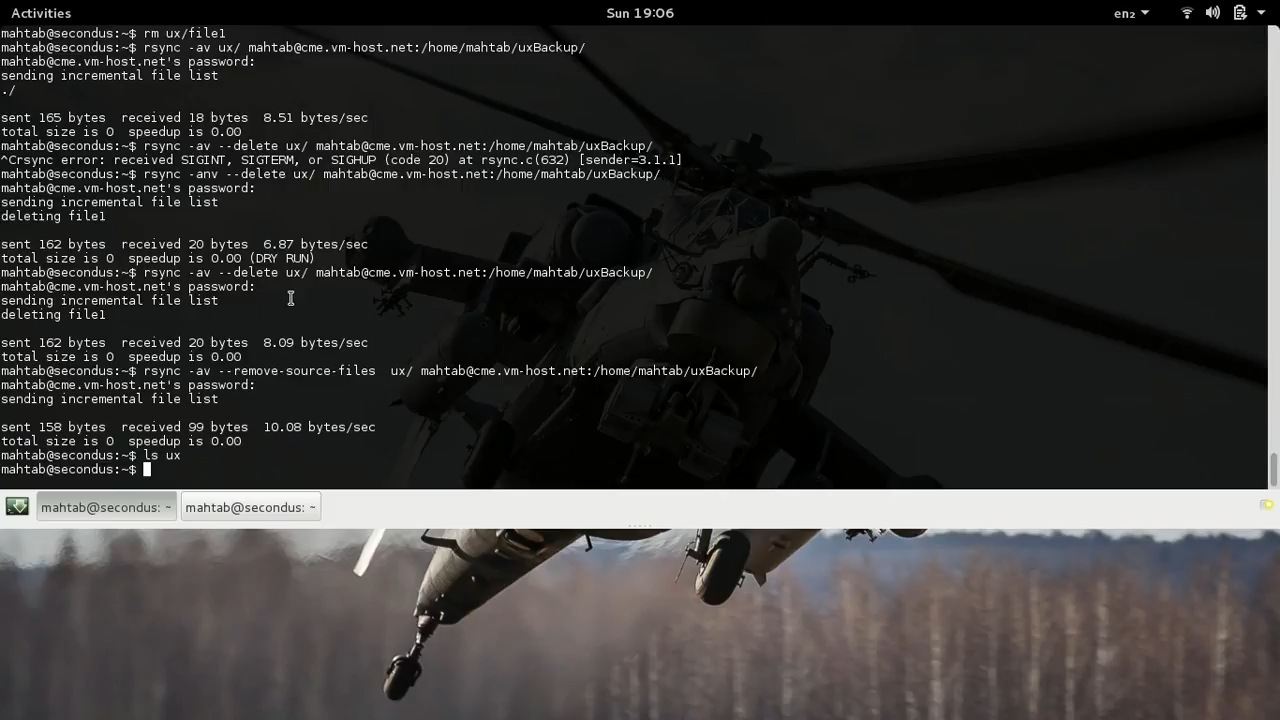 Activities
Sun 19:06
en₂
mahtab@secondus:~$ rm ux/file1
mahtab@secondus:~$ rsync -av ux/ mahtab@cme.vm-host.net:/home/mahtab/uxBackup/
mahtab@cme.vm-host.net's password:
sending incremental file list
./
sent 165 bytes  received 18 bytes  8.51 bytes/sec
total size is 0  speedup is 0.00
mahtab@secondus:~$ rsync -av --delete ux/ mahtab@cme.vm-host.net:/home/mahtab/uxBackup/
^Crsync error: received SIGINT, SIGTERM, or SIGHUP (code 20) at rsync.c(632) [sender=3.1.1]
mahtab@secondus:~$ rsync -anv --delete ux/ mahtab@cme.vm-host.net:/home/mahtab/uxBackup/
mahtab@cme.vm-host.net's password:
sending incremental file list
deleting file1
sent 162 bytes  received 20 bytes  6.87 bytes/sec
total size is 0  speedup is 0.00 (DRY RUN)
mahtab@secondus:~$ rsync -av --delete ux/ mahtab@cme.vm-host.net:/home/mahtab/uxBackup/
mahtab@cme.vm-host.net's password:
sending incremental file list
deleting file1
sent 162 bytes  received 20 bytes  8.09 bytes/sec
total size is 0  speedup is 0.00
mahtab@secondus:~$ rsync -av --remove-source-files  ux/ mahtab@cme.vm-host.net:/home/mahtab/uxBackup/
mahtab@cme.vm-host.net's password:
sending incremental file list
sent 158 bytes  received 99 bytes  10.08 bytes/sec
total size is 0  speedup is 0.00
mahtab@secondus:~$ ls ux
mahtab@secondus:~$
mahtab@secondus: ~
mahtab@secondus: ~